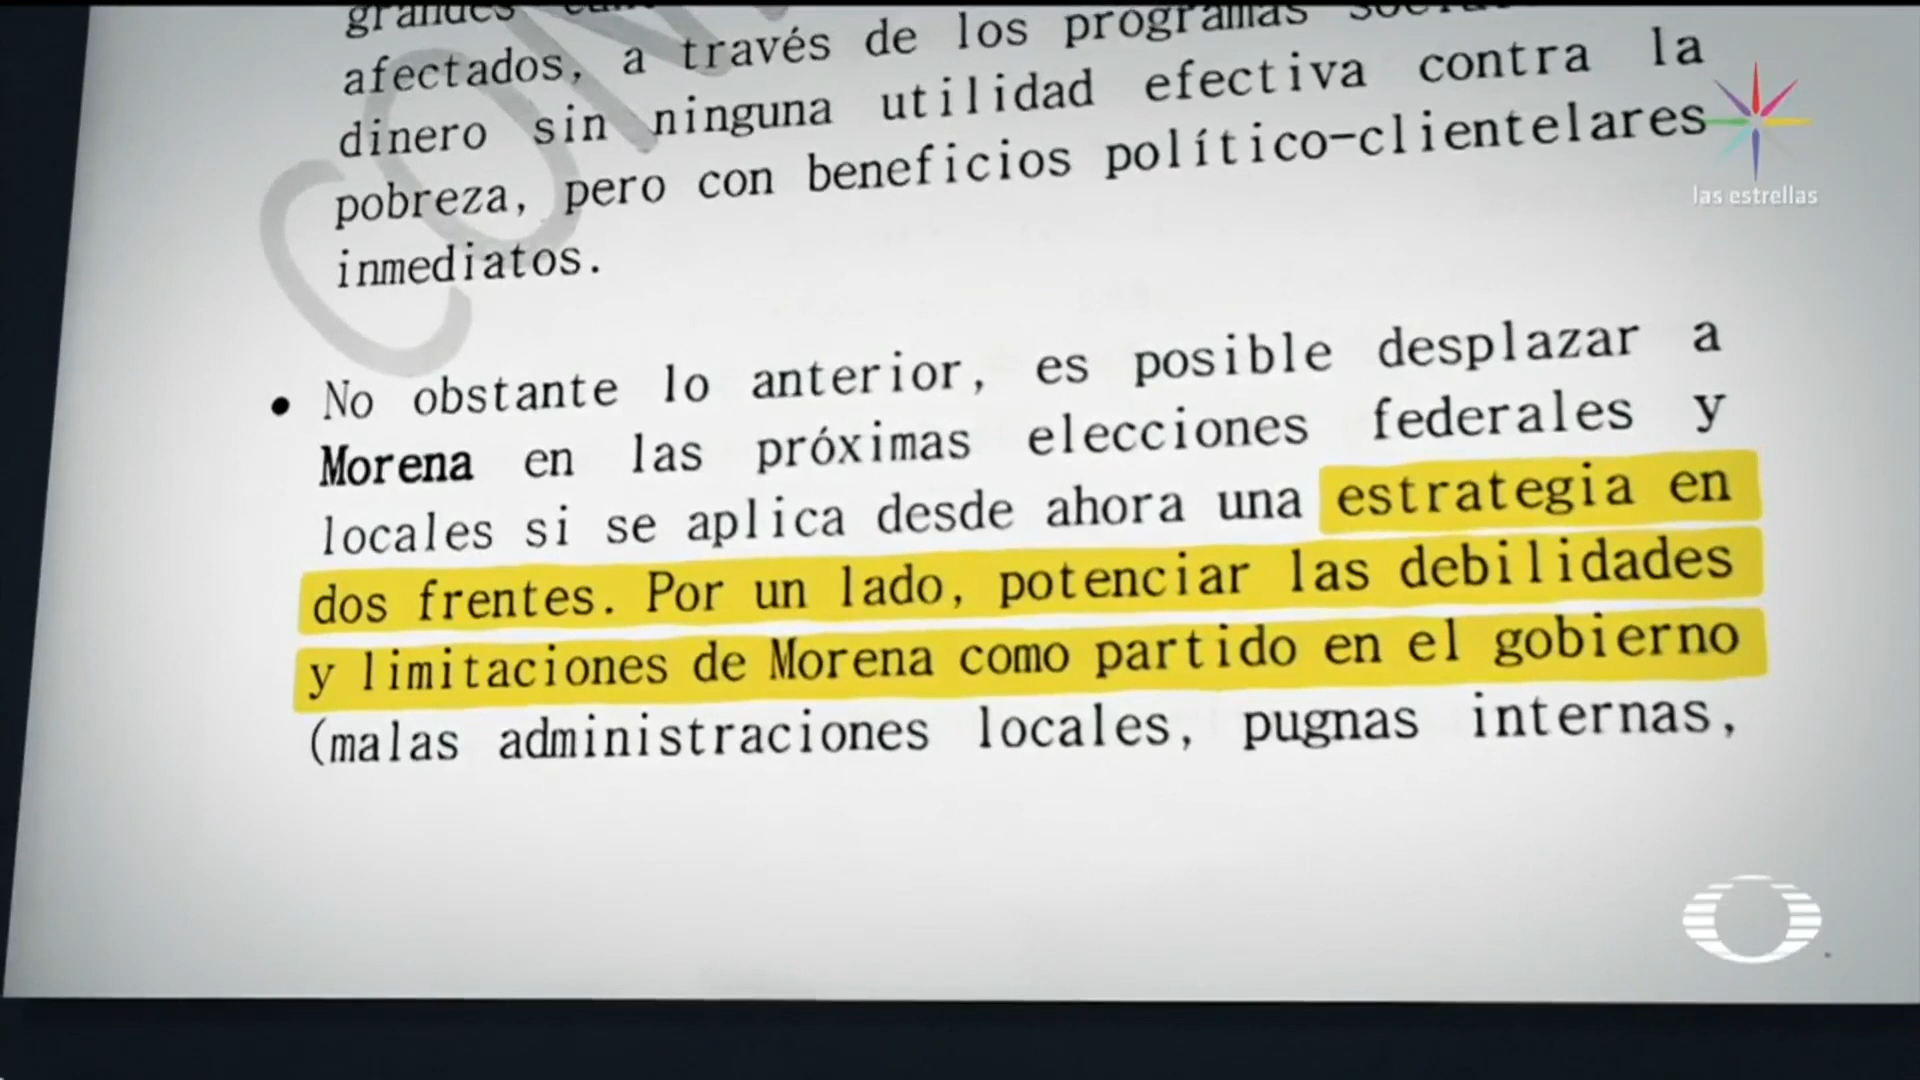 grandes
afectados, a través de los programas
dinero sin ninguna utilidad efectiva contra la
pobreza, pero con beneficios político-clientelares
inmediatos.
• No obstante lo anterior, es posible desplazar a
Morena en las próximas elecciones federales y
locales si se aplica desde ahora una estrategia en
dos frentes. Por un lado, potenciar las debilidades
y limitaciones de Morena como partido en el gobierno
(malas administraciones locales, pugnas internas,
las estrellas